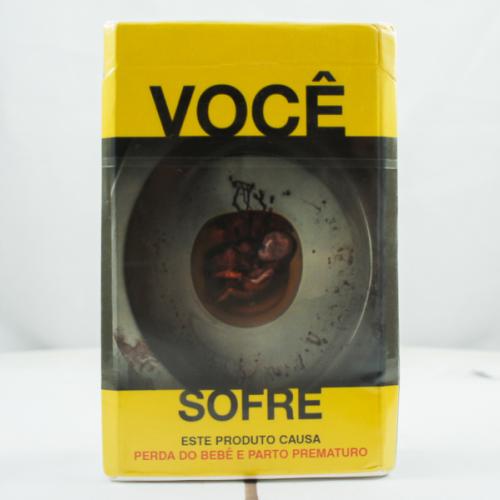 VOCÊ
SOFRE
ESTE PRODUTO CAUSA
PERDA DO BEBÊ E PARTO PREMATURO